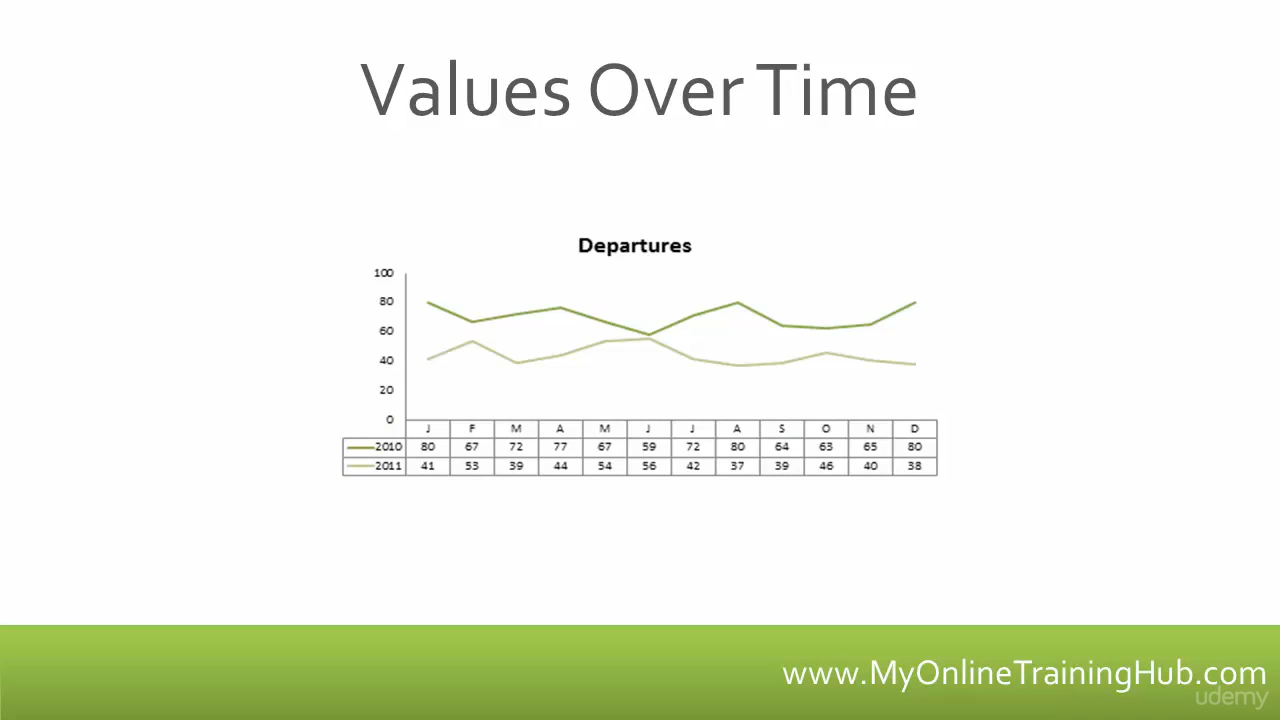 Values Over Time
Departures
100
80
60
40
20
0
J F M A M J J A S O N D
2010 80 67 72 77 67 59 72 80 64 63 65 80
2011 41 53 39 44 54 56 42 37 39 46 40 38
www.MyOnlineTrainingHub.com
udemy